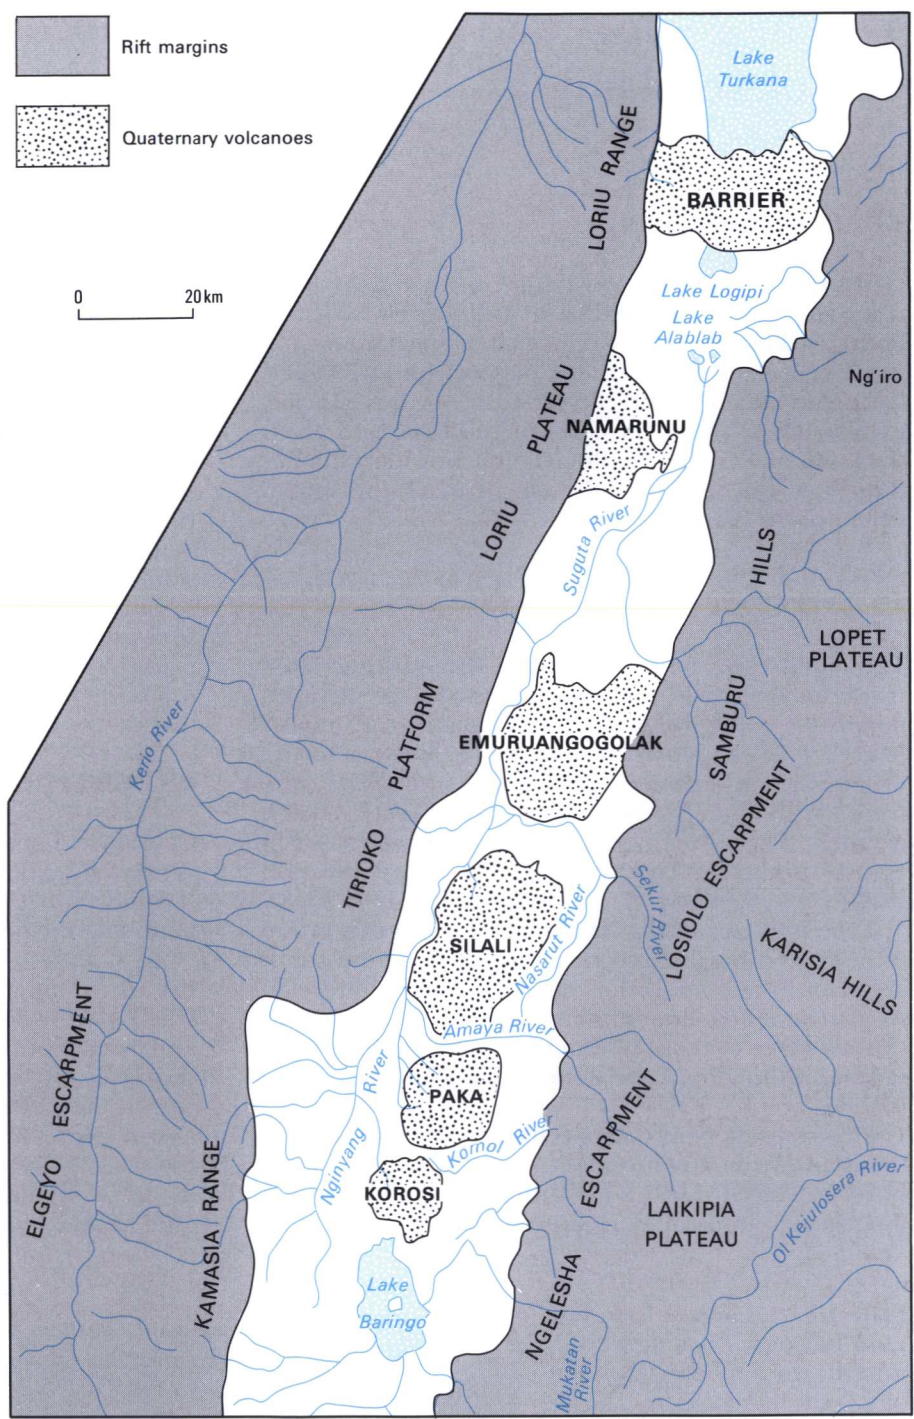 Rift margins
Quaternary volcanoes
0 20 km
Lake
Turkana
LORIU RANGE
BARRIER
Lake Logipi
Lake
Alablab
Ng'iro
NAMARUNU
LORIU PLATEAU
Suguta River
HILLS
LOPET
PLATEAU
SAMBURU
Kerio River
TIRIOKO PLATFORM
EMURUANGOGOLAK
LOSIOLO ESCARPMENT
Sekut River
KARISIA HILLS
SILALI
Nasarut River
Amaya River
ELGEYO ESCARPMENT
Nginyang River
PAKA
Komol River
KOROSI
KAMASIA RANGE
NGELESHA ESCARPMENT
LAIKIPIA
PLATEAU
Ol Kejulosera River
Lake
Baringo
Mukatan
River